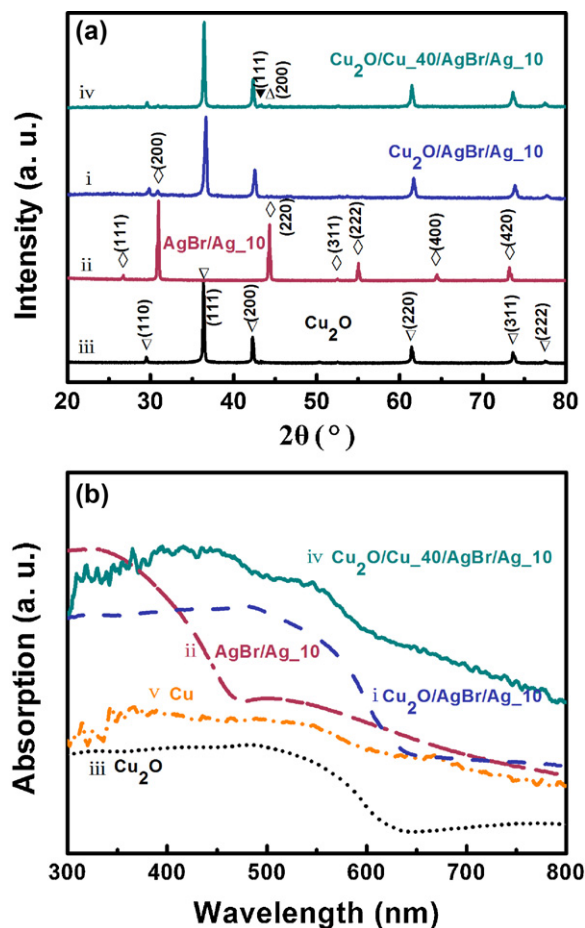 (a)
(111)
(200)
Cu2O/Cu_40/AgBr/Ag_10
iv
(200)
Cu2O/AgBr/Ag_10
i
(111)
AgBr/Ag_10
(220)
(311)
(222)
(400)
(420)
ii
(110)
(111)
(200)
Cu2O
(220)
(311)
(222)
iii
Intensity (a. u.)
20 30 40 50 60 70 80
2θ (°)
(b)
iv Cu2O/Cu_40/AgBr/Ag_10
ii AgBr/Ag_10
i Cu2O/AgBr/Ag_10
v Cu
iii Cu2O
Absorption (a. u.)
300 400 500 600 700 800
Wavelength (nm)